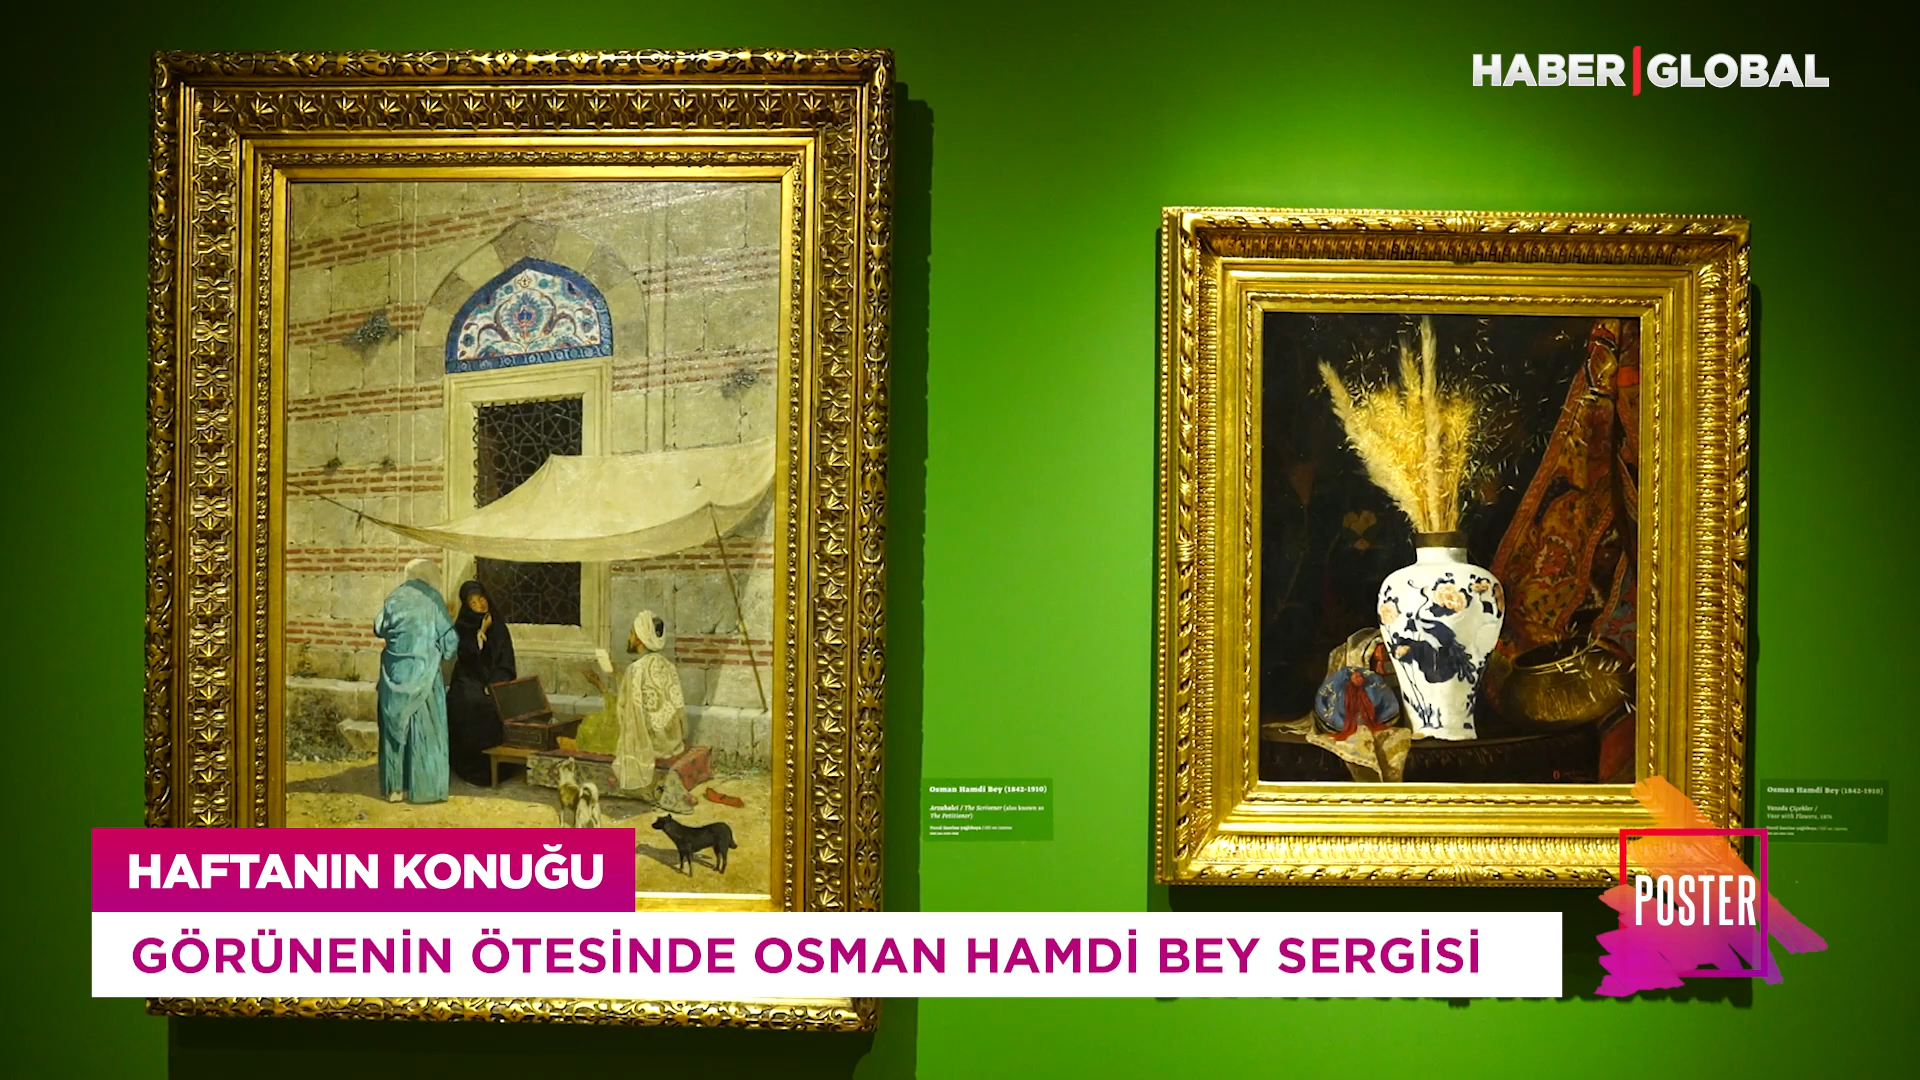 HABER GLOBAL
Osman Hamdi Bey (1842-1910)
Arzuhalci / The Scrivener (also known as
The Petitioner)
Osman Hamdi Bey (1842-1910)
Vazoda Çiçekler /
Vase with Flowers,
HAFTANIN KONUĞU
GÖRÜNENİN ÖTESİNDE OSMAN HAMDİ BEY SERGİSİ
POSTER